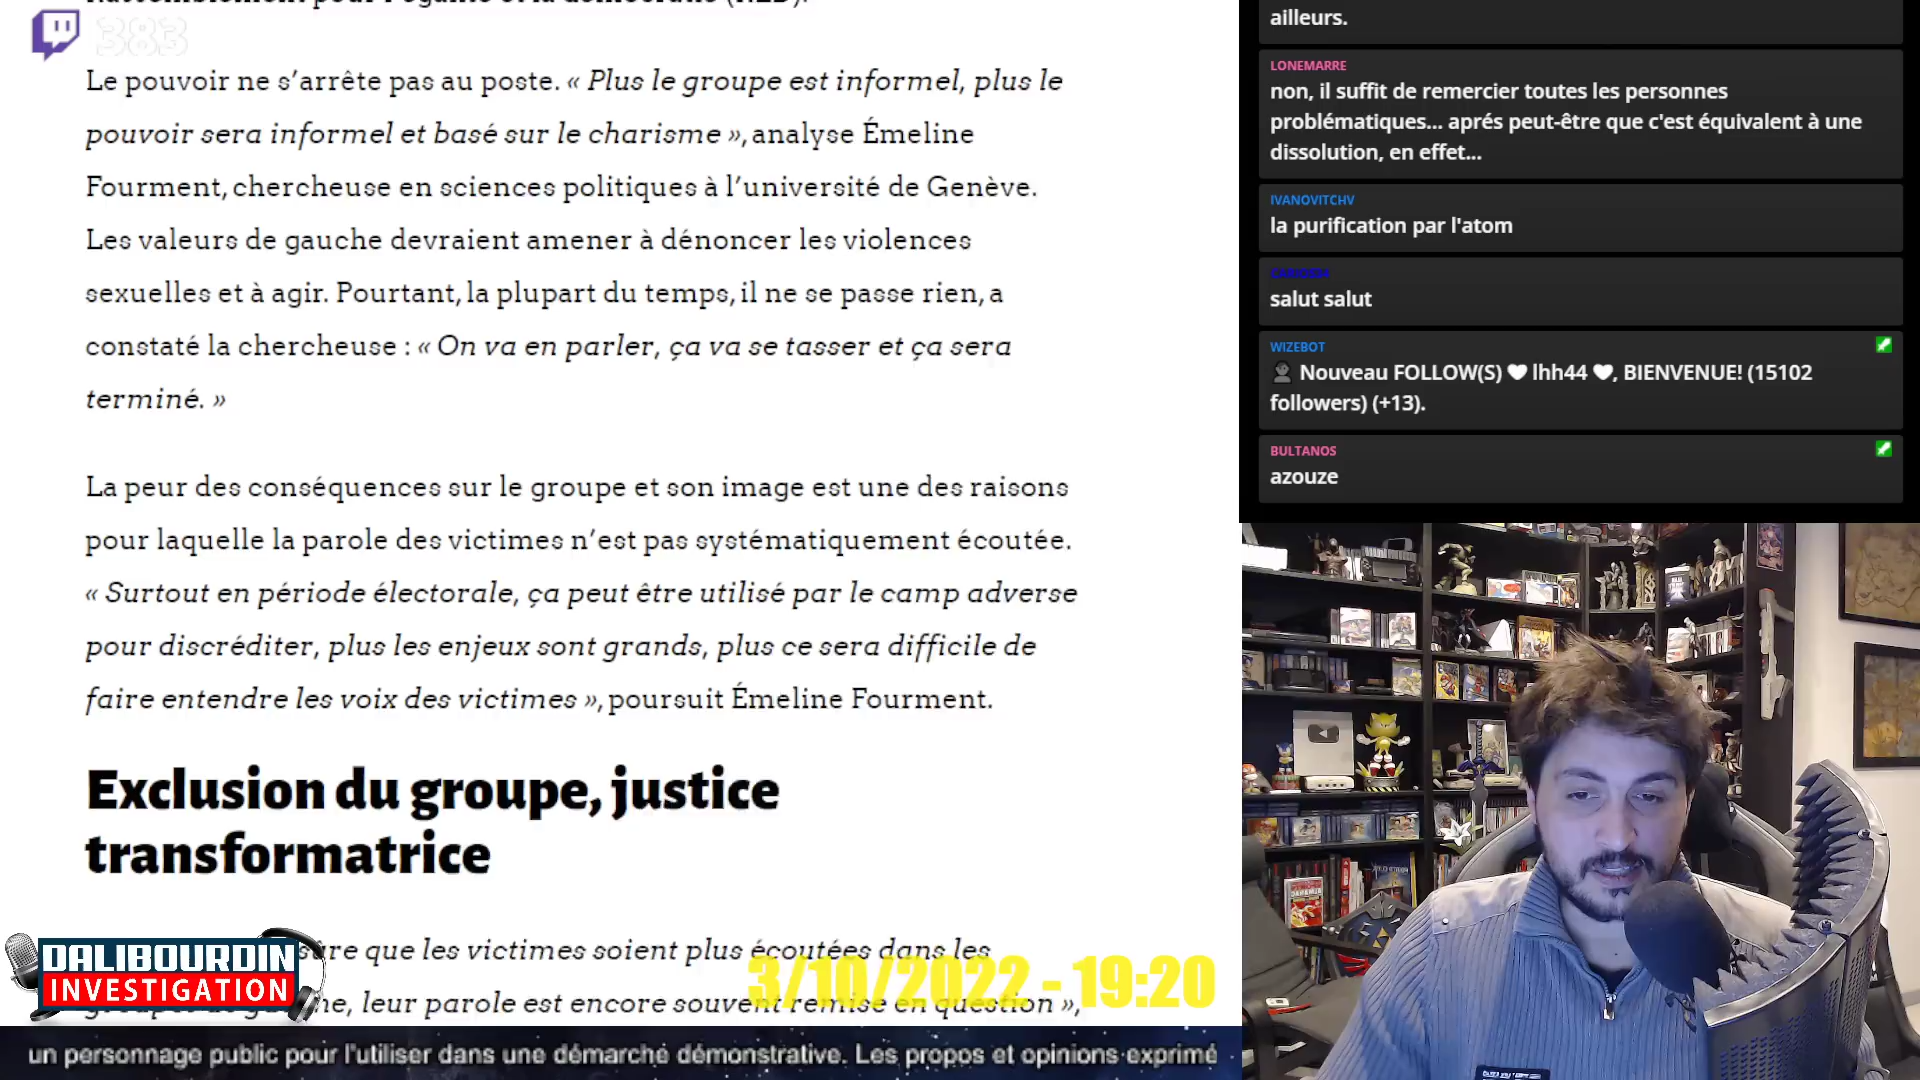 383
Le pouvoir ne s’arrête pas au poste. « Plus le groupe est informel, plus le
pouvoir sera informel et basé sur le charisme », analyse Émeline
Fourment, chercheuse en sciences politiques à l’université de Genève.
Les valeurs de gauche devraient amener à dénoncer les violences
sexuelles et à agir. Pourtant, la plupart du temps, il ne se passe rien, a
constaté la chercheuse : « On va en parler, ça va se tasser et ça sera
terminé. »
La peur des conséquences sur le groupe et son image est une des raisons
pour laquelle la parole des victimes n’est pas systématiquement écoutée.
« Surtout en période électorale, ça peut être utilisé par le camp adverse
pour discréditer, plus les enjeux sont grands, plus ce sera difficile de
faire entendre les voix des victimes », poursuit Émeline Fourment.
Exclusion du groupe, justice
transformatrice
que les victimes soient plus écoutées dans les
leur parole est encore souvent remise en question »,
DALIBOURDIN
INVESTIGATION
3/10/2022 - 19:20
un personnage public pour l'utiliser dans une démarche démonstrative. Les propos et opinions exprimé
ailleurs.
LONEMARRE
non, il suffit de remercier toutes les personnes
problématiques... aprés peut-être que c'est équivalent à une
dissolution, en effet...
IVANOVITCHV
la purification par l'atom
salut salut
WIZEBOT
Nouveau FOLLOW(S) ❤ lhh44 ❤, BIENVENUE! (15102
followers) (+13).
BULTANOS
azouze